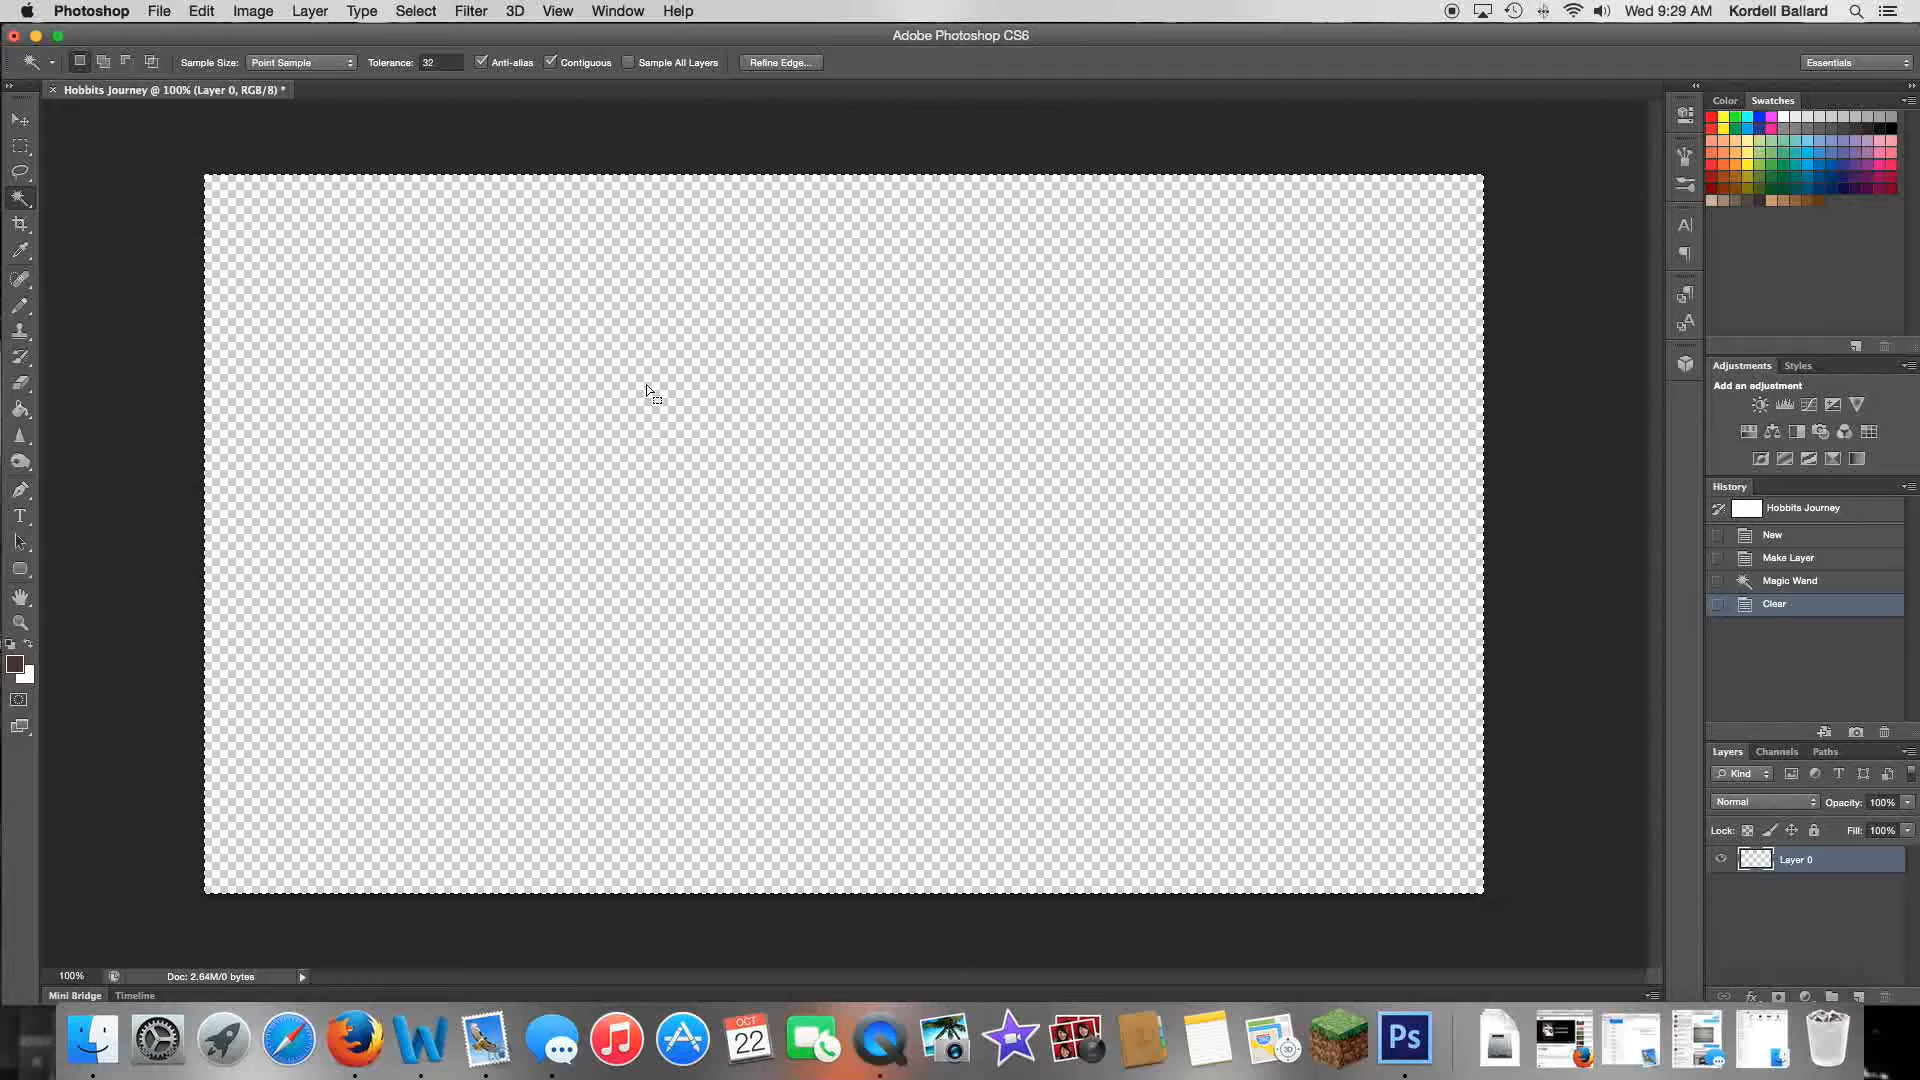 Photoshop File Edit Image Layer Type Select Filter 3D View Window Help Wed 9:29 AM Kordell Ballard
Adobe Photoshop CS6
Sample Size: Point Sample Tolerance: 32 Anti-alias Contiguous Sample All Layers Refine Edge... Essentials
Hobbits Journey @ 100% (Layer 0, RGB/8) *
Color Swatches
Adjustments Styles
Add an adjustment
History
Hobbits Journey
New
Make Layer
Magic Wand
Clear
Layers Channels Paths
Kind
Normal Opacity: 100%
Lock: Fill: 100%
Layer 0
100% Doc: 2.64M/0 bytes
Mini Bridge Timeline
OCT
22
3D
Ps